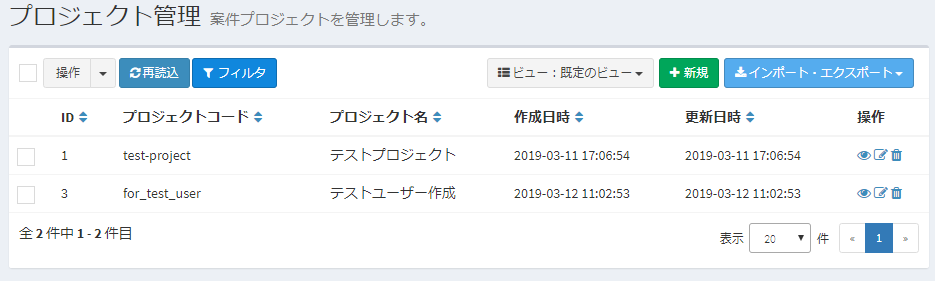 プロジェクト管理 案件プロジェクトを管理します。
操作 再読込 フィルタ ビュー：既定のビュー 新規 インポート・エクスポート
ID プロジェクトコード プロジェクト名 作成日時 更新日時 操作
1 test-project テストプロジェクト 2019-03-11 17:06:54 2019-03-11 17:06:54
3 for_test_user テストユーザー作成 2019-03-12 11:02:53 2019-03-12 11:02:53
全 2 件中 1 - 2 件目 表示 20 件 « 1 »